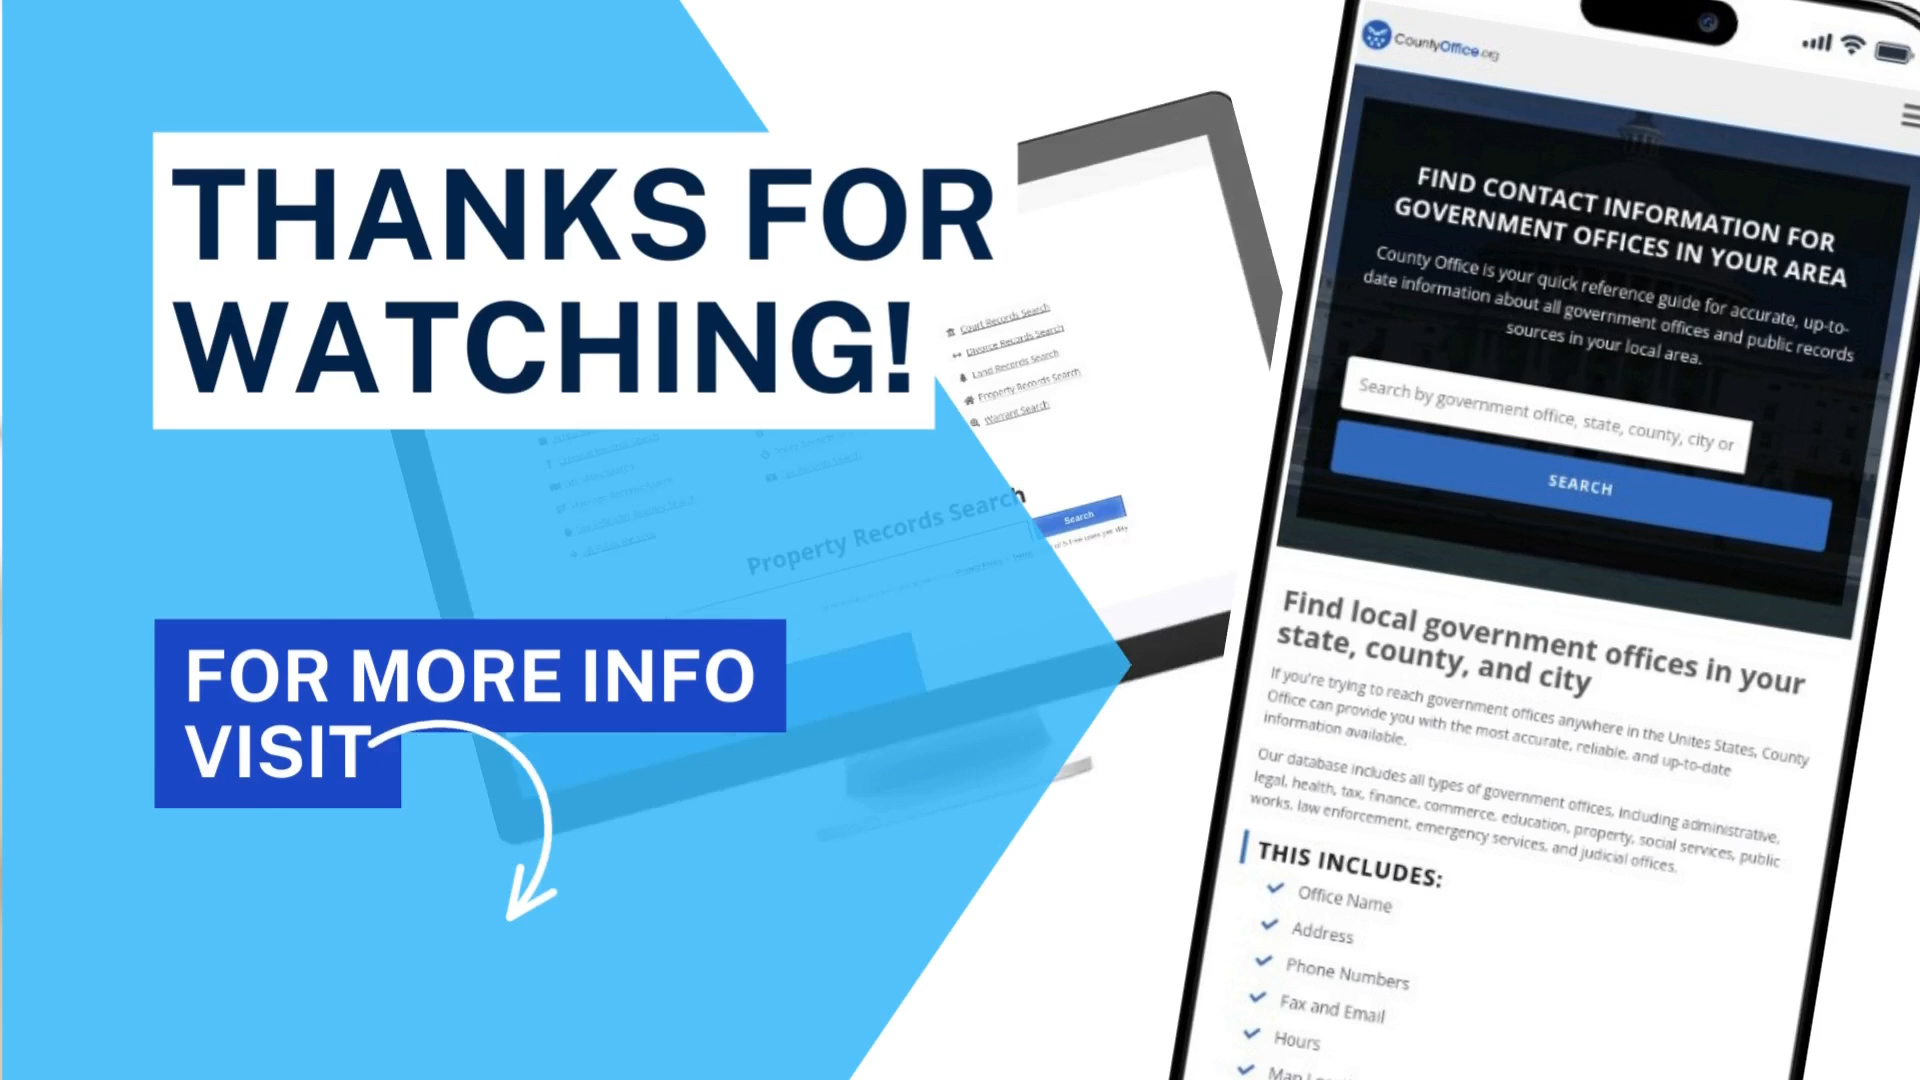 THANKS FOR
WATCHING!
FOR MORE INFO
VISIT
Court Records Search
Divorce Records Search
Land Records Search
Property Records Search
Warrant Search
Property Records Search
Search
CountyOffice.org
FIND CONTACT INFORMATION FOR
GOVERNMENT OFFICES IN YOUR AREA
County Office is your quick reference guide for accurate, up-to-
date information about all government offices and public records
sources in your local area.
Search by government office, state, county, city or
SEARCH
Find local government offices in your
state, county, and city
If you're trying to reach government offices anywhere in the Unites States, County
Office can provide you with the most accurate, reliable, and up-to-date
information available.
Our database includes all types of government offices, including administrative,
legal, health, tax, finance, commerce, education, property, social services, public
works, law enforcement, emergency services, and judicial offices.
THIS INCLUDES:
Office Name
Address
Phone Numbers
Fax and Email
Hours